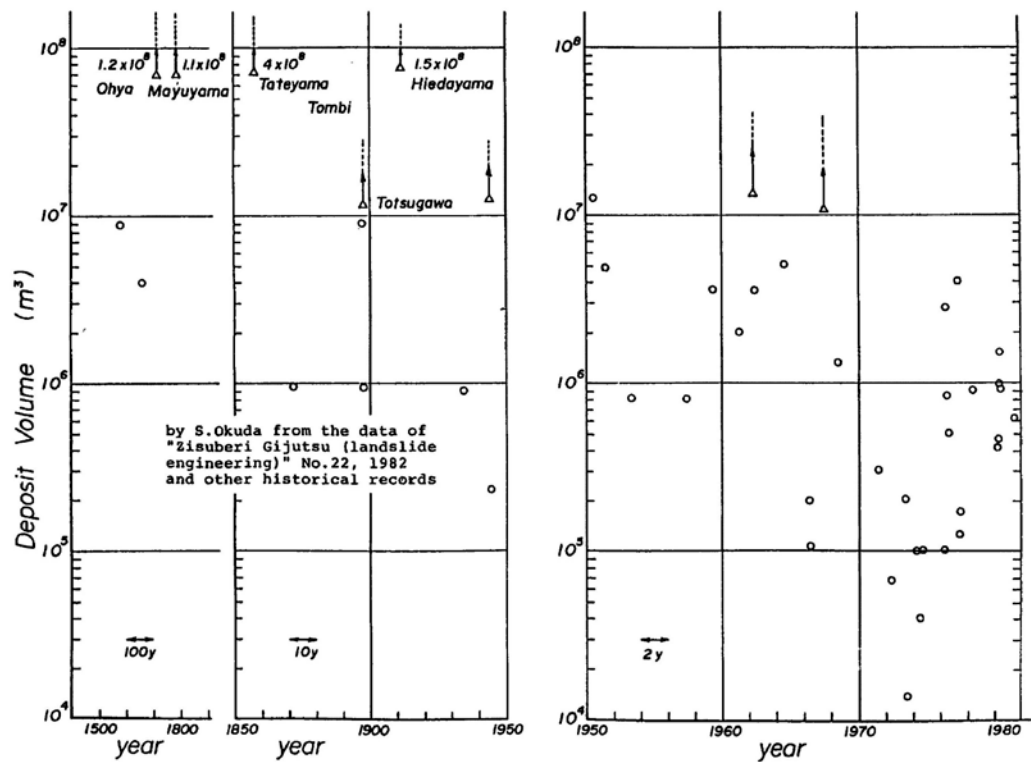 Deposit Volume (m³)
10⁸
1.2x10⁸ 1.1x10⁸
Ohya Mayuyama
4x10⁸
Tateyama
Tombi
1.5x10⁸
Hiedayama
Totsugawa
10⁷
10⁶
by S.Okuda from the data of
"Zisuberi Gijutsu (landslide
engineering)" No.22, 1982
and other historical records
10⁵
100y
10y
10⁴
1500 1800
year
1850 1900 1950
year
10⁸
10⁷
10⁶
10⁵
2y
10⁴
1950 1960 1970 1980
year